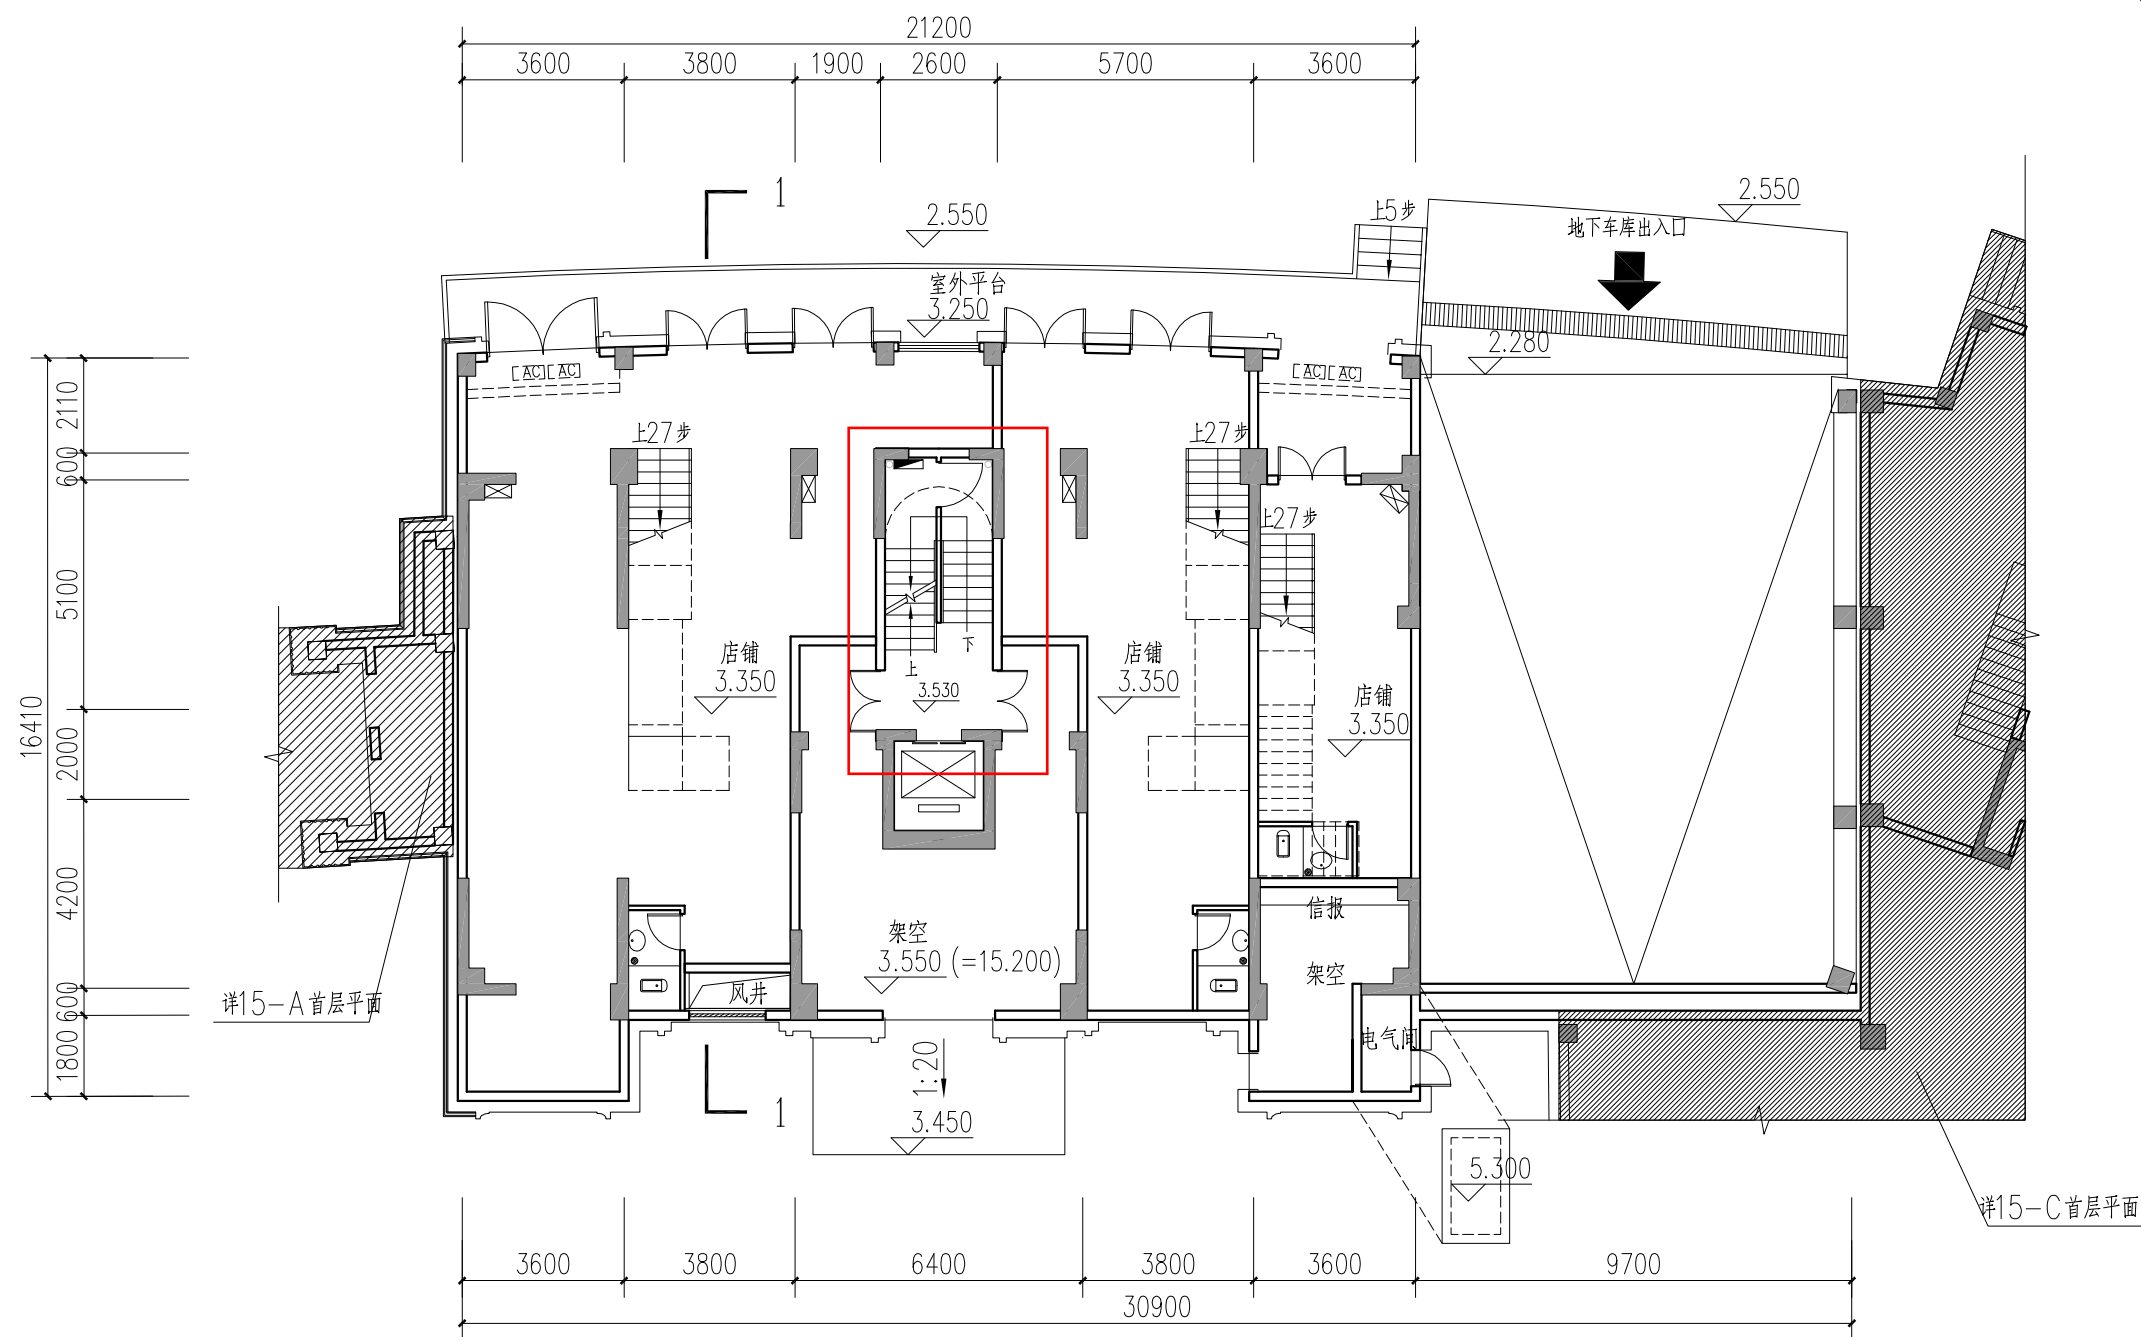 21200
3600 3800 1900 2600 5700 3600
1
2.550
2.550
上5步
地下车库出入口
室外平台
3.250
2.280
AC AC
AC AC
2110
600
5100
2000
4200
600
1800
16410
上27步
上27步
上27步
下
上
店铺
3.350
店铺
3.350
店铺
3.350
3.530
信报
架空
3.550 (=15.200)
架空
风井
详15-A首层平面
电气间
1:20
1
3.450
5.300
详15-C首层平面
3600 3800 6400 3800 3600 9700
30900